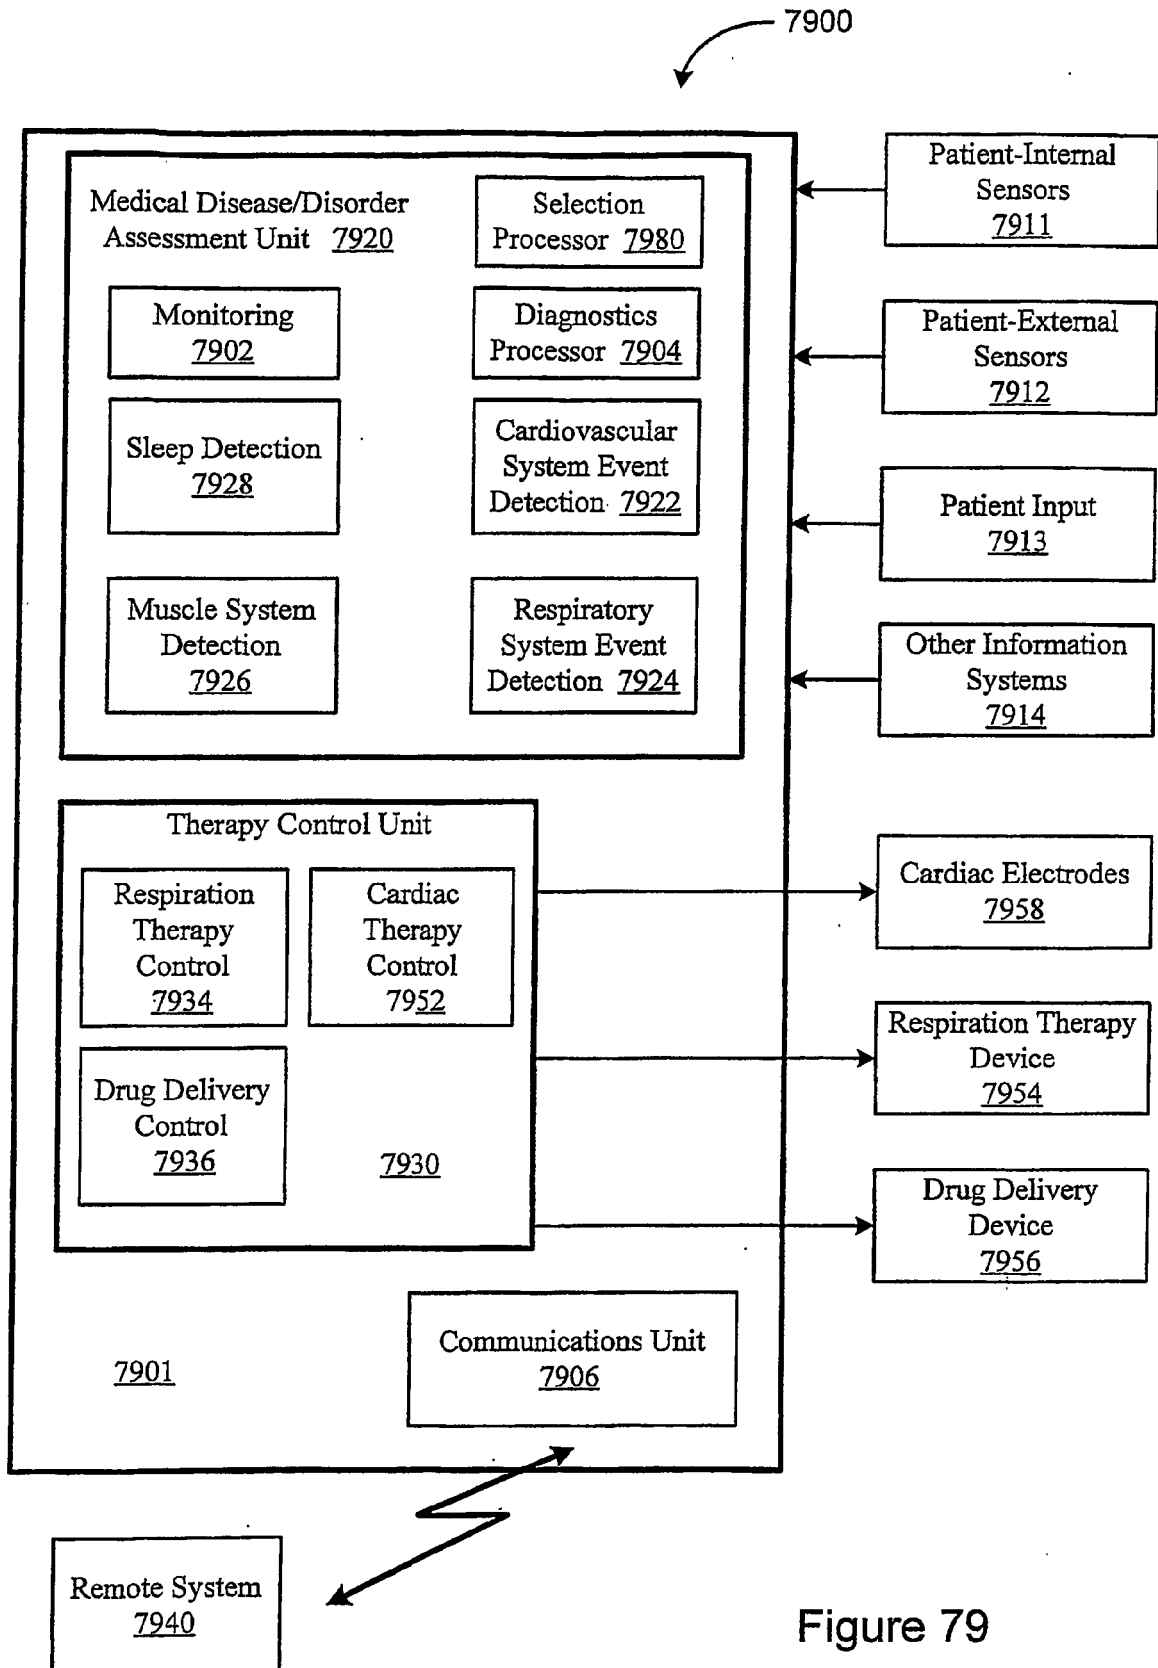 7900
Medical Disease/Disorder
Assessment Unit 7920
Selection
Processor 7980
Monitoring
7902
Diagnostics
Processor 7904
Sleep Detection
7928
Cardiovascular
System Event
Detection 7922
Muscle System
Detection
7926
Respiratory
System Event
Detection 7924
Patient-Internal
Sensors
7911
Patient-External
Sensors
7912
Patient Input
7913
Other Information
Systems
7914
Therapy Control Unit
Respiration
Therapy
Control
7934
Cardiac
Therapy
Control
7952
Drug Delivery
Control
7936
7930
Cardiac Electrodes
7958
Respiration Therapy
Device
7954
Drug Delivery
Device
7956
Communications Unit
7906
7901
Remote System
7940
Figure 79